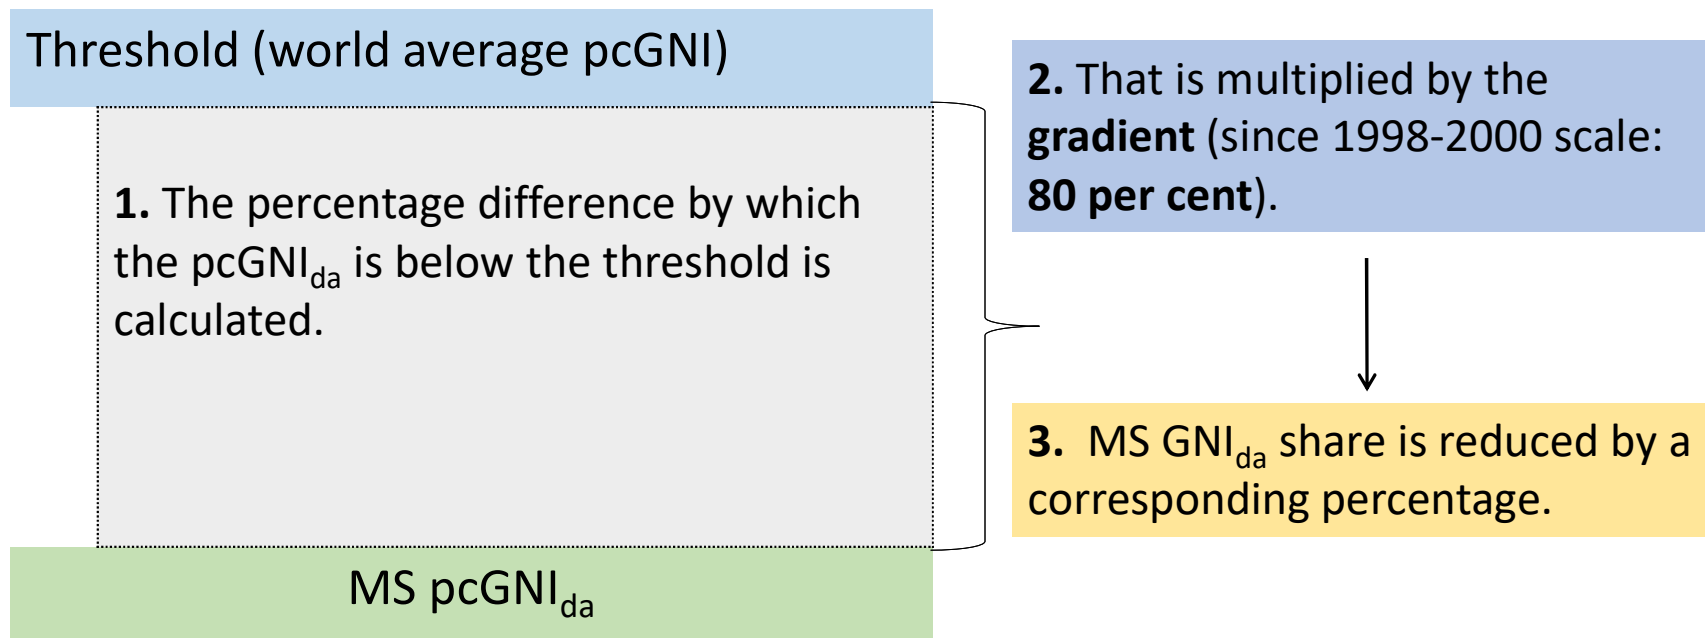 Threshold (world average pcGNI)
1. The percentage difference by which
the pcGNIda is below the threshold is
calculated.
MS pcGNIda
2. That is multiplied by the
gradient (since 1998-2000 scale:
80 per cent).
3. MS GNIda share is reduced by a
corresponding percentage.